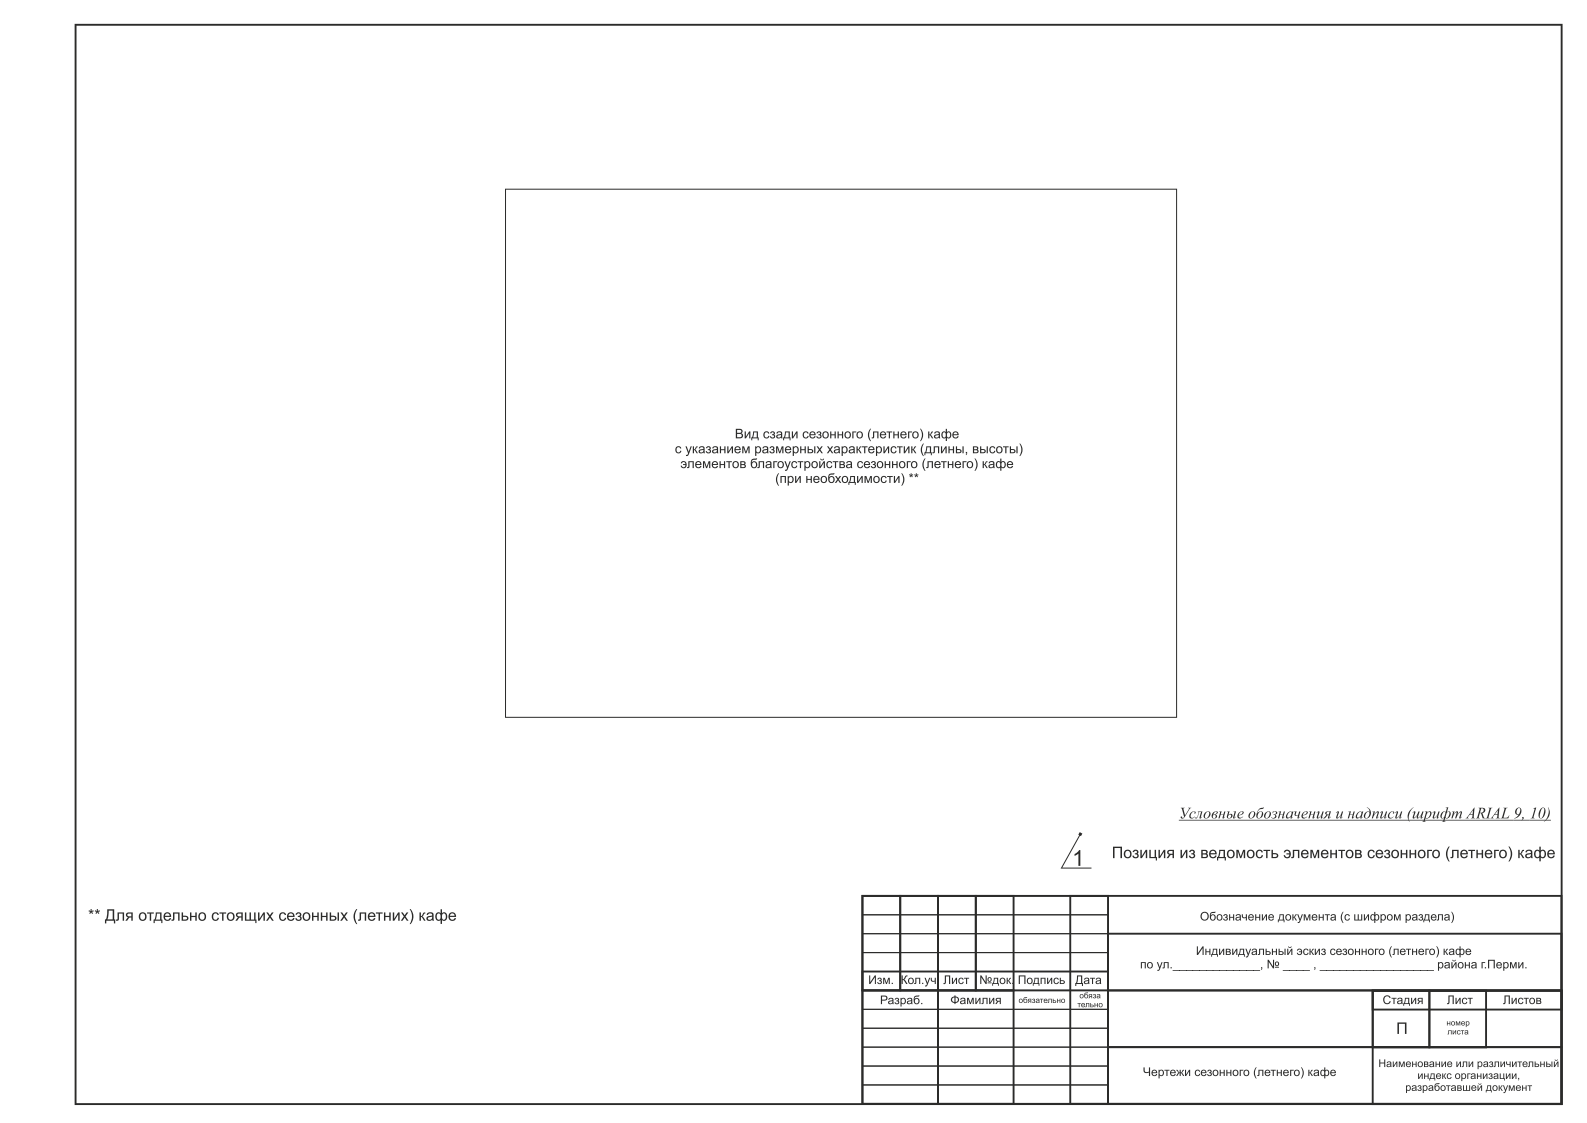 Вид сзади сезонного (летнего) кафе
с указанием размерных характеристик (длины, высоты)
элементов благоустройства сезонного (летнего) кафе
(при необходимости) **
Условные обозначения и надписи (шрифт ARIAL 9, 10)
1 Позиция из ведомость элементов сезонного (летнего) кафе
** Для отдельно стоящих сезонных (летних) кафе
Обозначение документа (с шифром раздела)
Индивидуальный эскиз сезонного (летнего) кафе
по ул._____________, № ____ , _________________ района г.Перми.
Изм. Кол.уч Лист №док. Подпись Дата
Разраб. Фамилия обязательно обяза
тельно
Стадия Лист Листов
П номер
листа
Чертежи сезонного (летнего) кафе
Наименование или различительный
индекс организации,
разработавшей документ